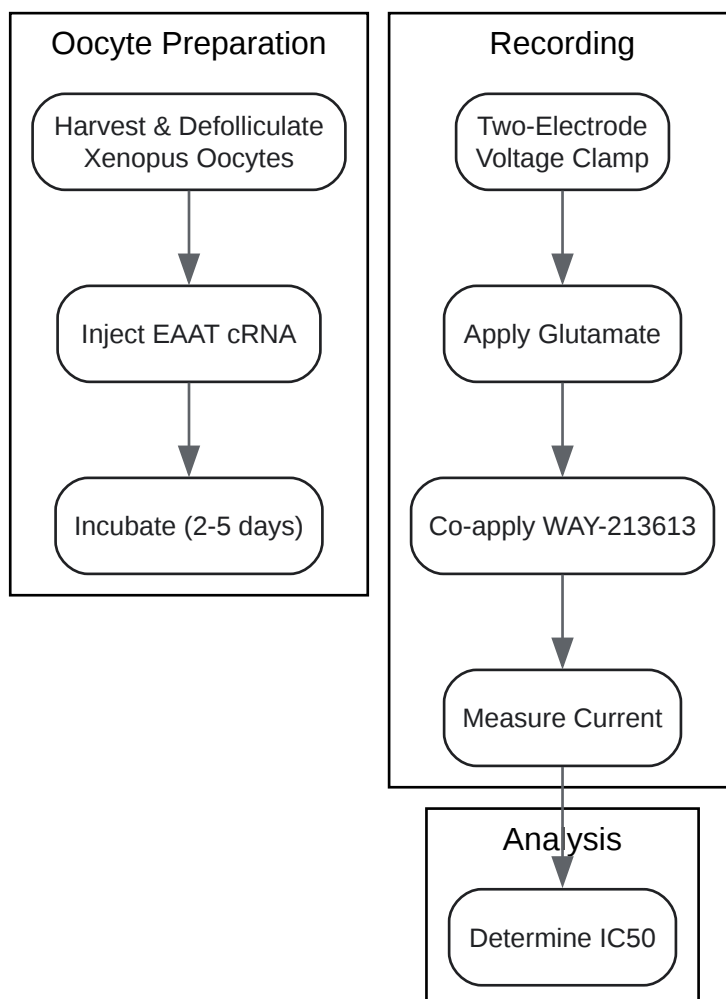 Oocyte Preparation
Harvest & Defolliculate
Xenopus Oocytes
Inject EAAT cRNA
Incubate (2-5 days)
Recording
Two-Electrode
Voltage Clamp
Apply Glutamate
Co-apply WAY-213613
Measure Current
Analysis
Determine IC50